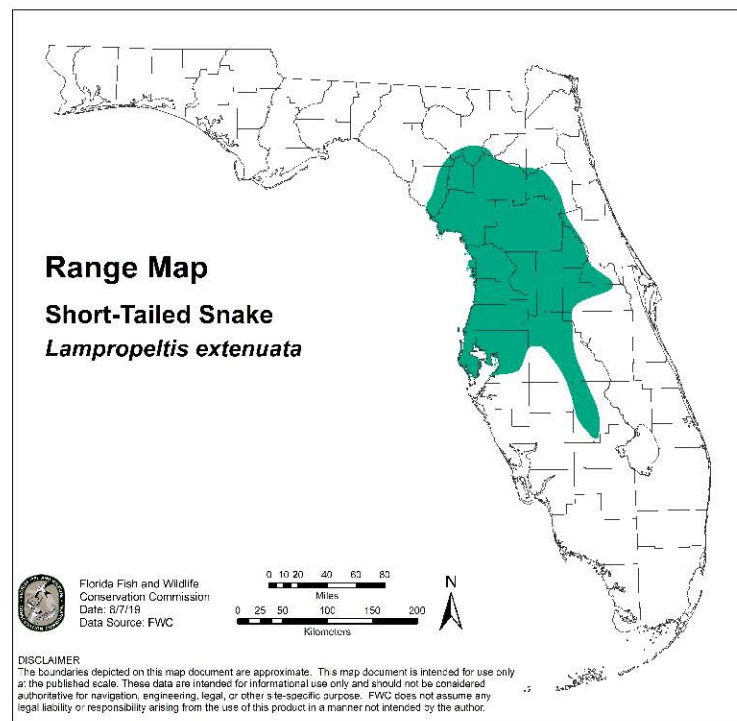 Range Map
Short-Tailed Snake
Lampropeltis extenuata
Florida Fish and Wildlife
Conservation Commission
Date: 8/7/19
Data Source: FWC
0 10 20 40 60 80
Miles
0 25 50 100 150 200
Kilometers
N
DISCLAIMER
The boundaries depicted on this map document are approximate. This map document is intended for use only
at the published scale. These data are intended for informational use only and should not be considered
authoritative for navigation, engineering, legal, or other site-specific purpose. FWC does not assume any
legal liability or responsibility arising from the use of this product in a manner not intended by the author.